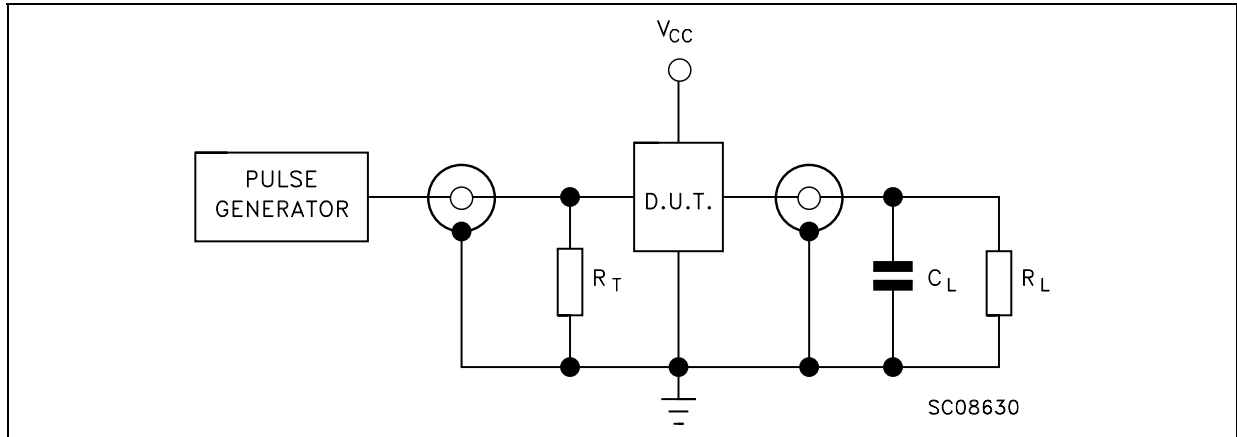 VCC
PULSE
GENERATOR
D.U.T.
RT
CL
RL
SC08630